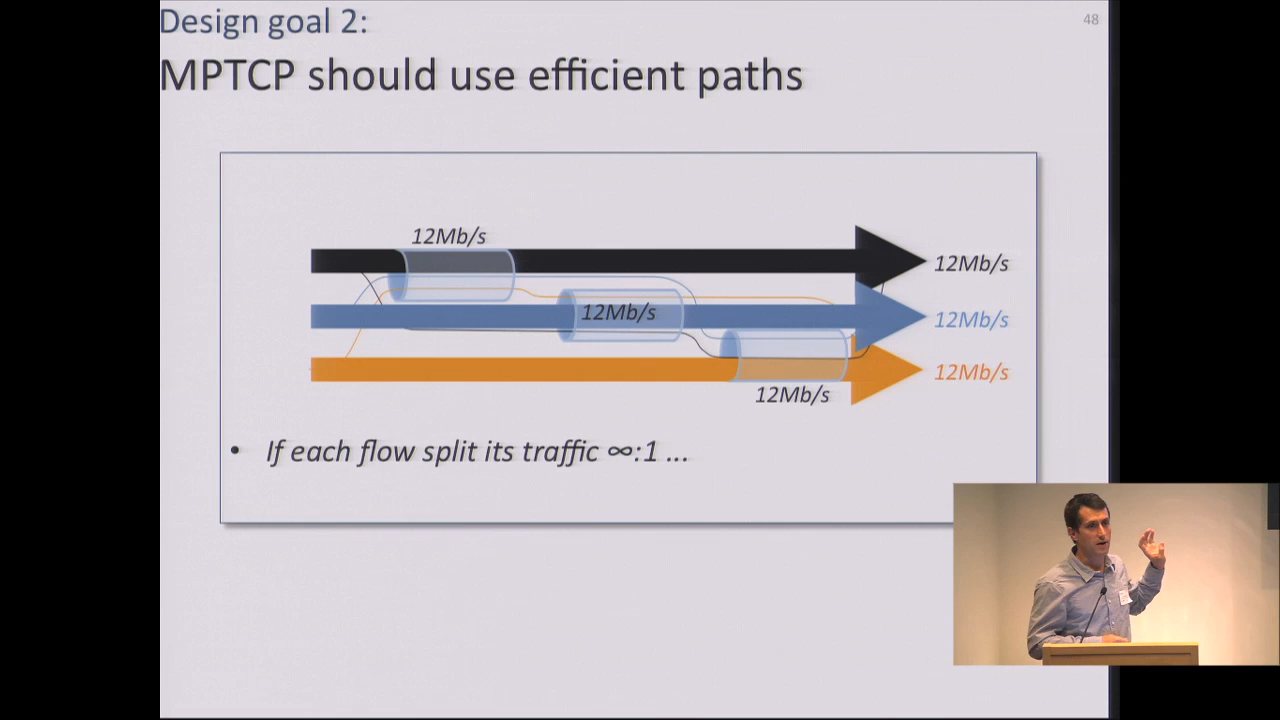 Design goal 2:
48
MPTCP should use efficient paths
12Mb/s
12Mb/s
12Mb/s
12Mb/s
12Mb/s
12Mb/s
• If each flow split its traffic ∞:1 ...